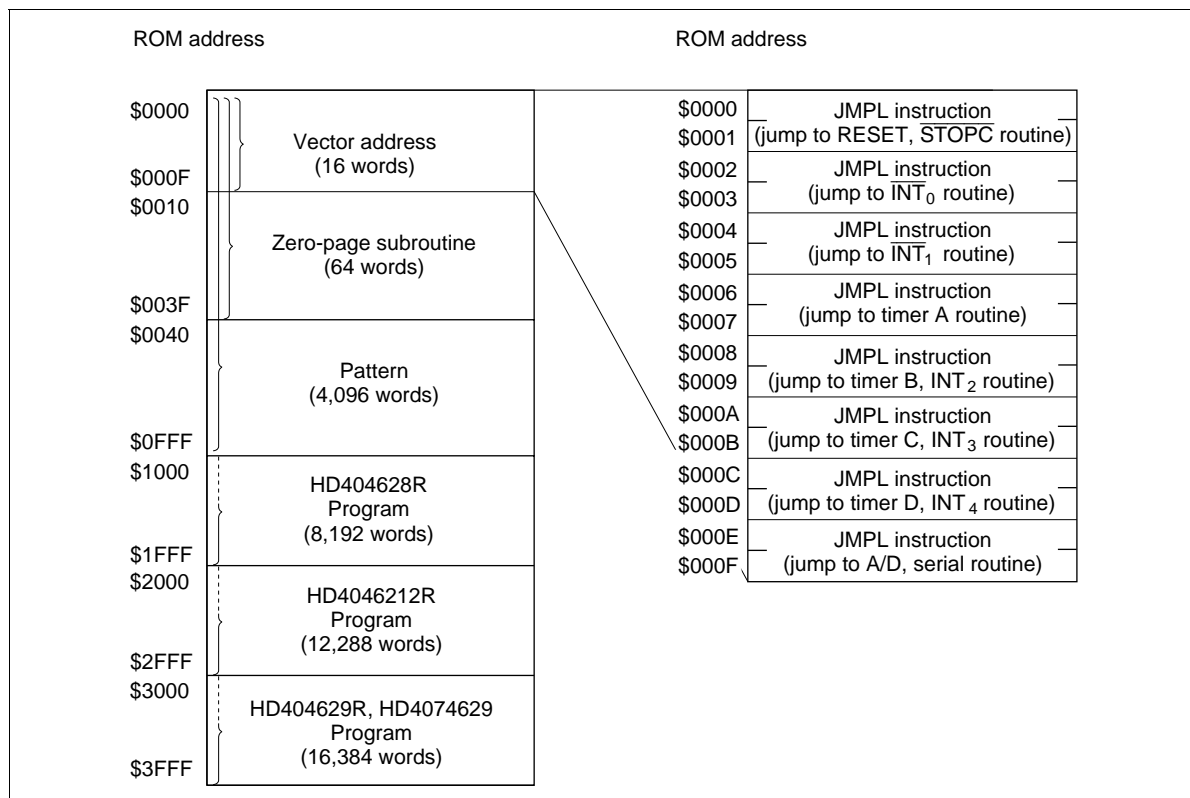 ROM address
$0000
Vector address
(16 words)
$000F
$0010
Zero-page subroutine
(64 words)
$003F
$0040
Pattern
(4,096 words)
$0FFF
$1000
HD404628R
Program
(8,192 words)
$1FFF
$2000
HD4046212R
Program
(12,288 words)
$2FFF
$3000
HD404629R, HD4074629
Program
(16,384 words)
$3FFF
ROM address
$0000
JMPL instruction
$0001
(jump to RESET, STOPC routine)
$0002
JMPL instruction
$0003
(jump to INT0 routine)
$0004
JMPL instruction
$0005
(jump to INT1 routine)
$0006
JMPL instruction
$0007
(jump to timer A routine)
$0008
JMPL instruction
$0009
(jump to timer B, INT2 routine)
$000A
JMPL instruction
$000B
(jump to timer C, INT3 routine)
$000C
JMPL instruction
$000D
(jump to timer D, INT4 routine)
$000E
JMPL instruction
$000F
(jump to A/D, serial routine)